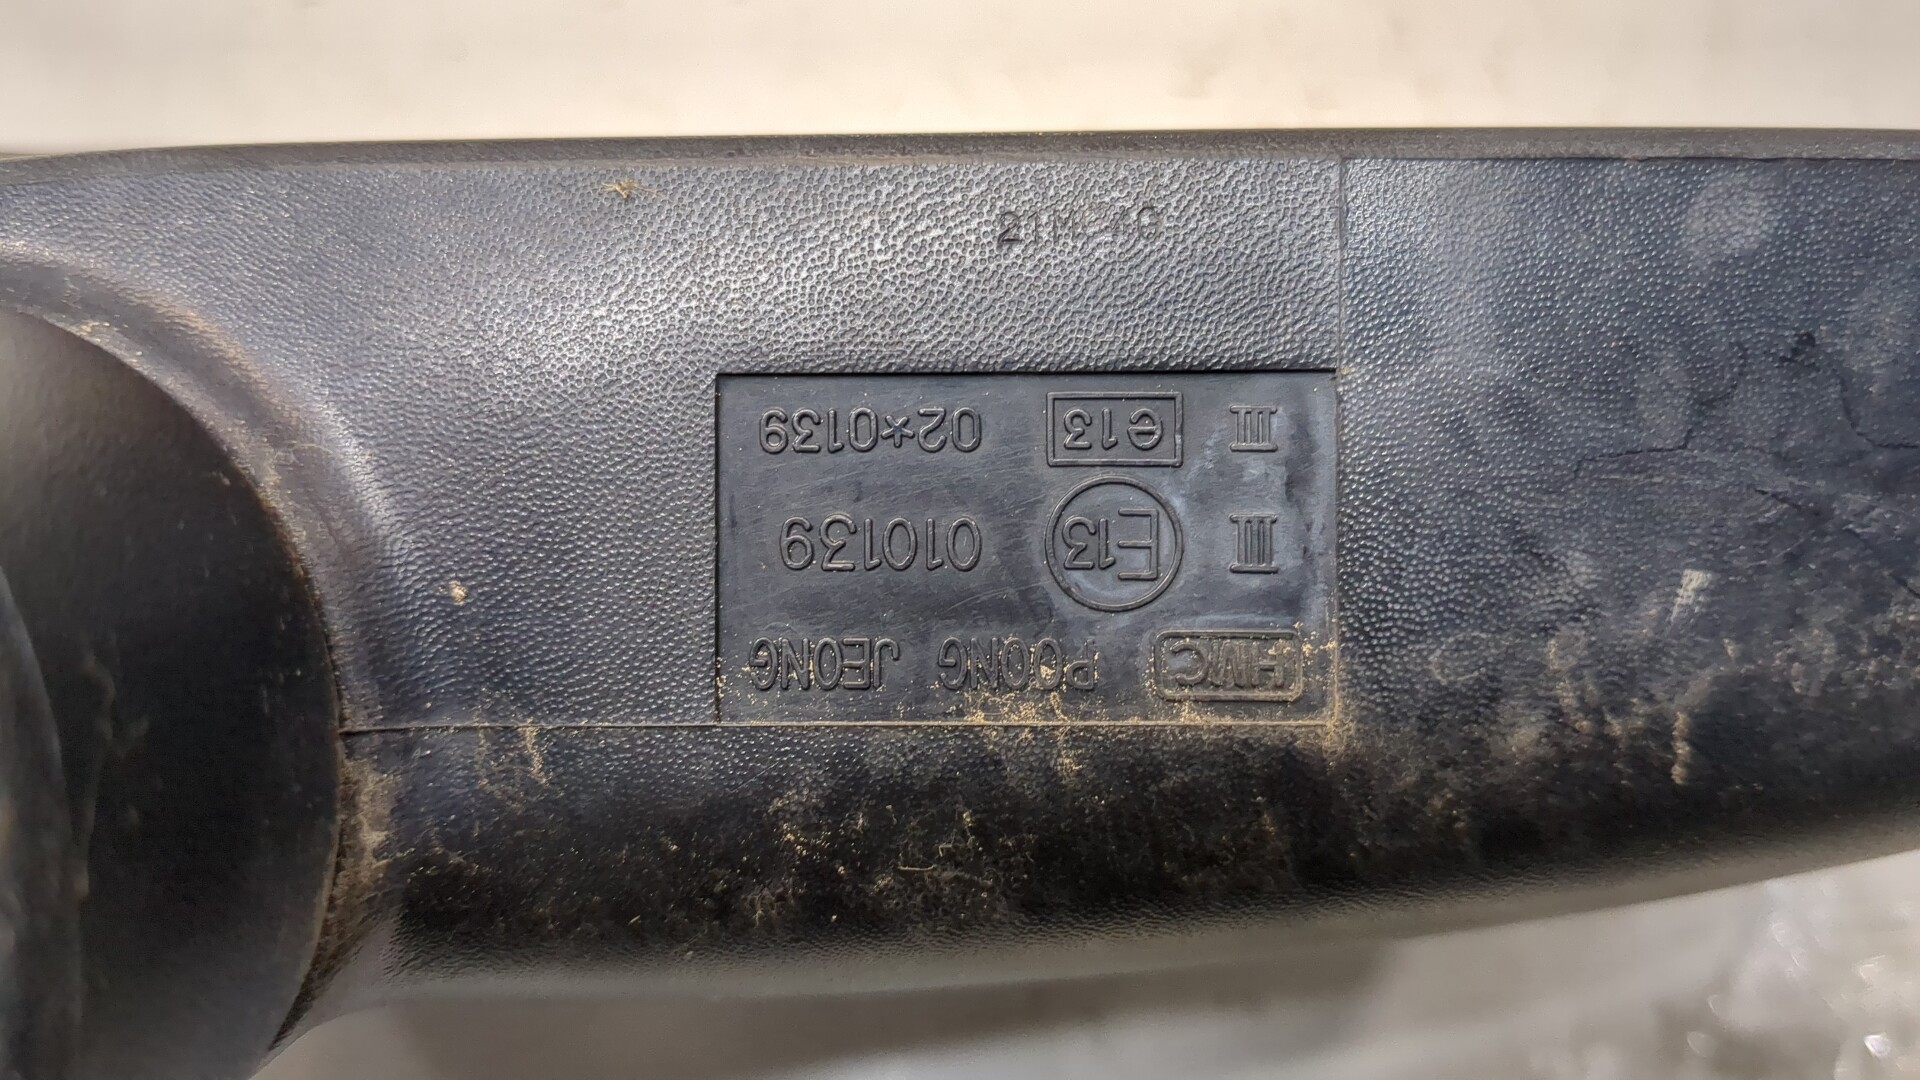 HMC POONG JEONG
III E13 010139
III e13 02*0139